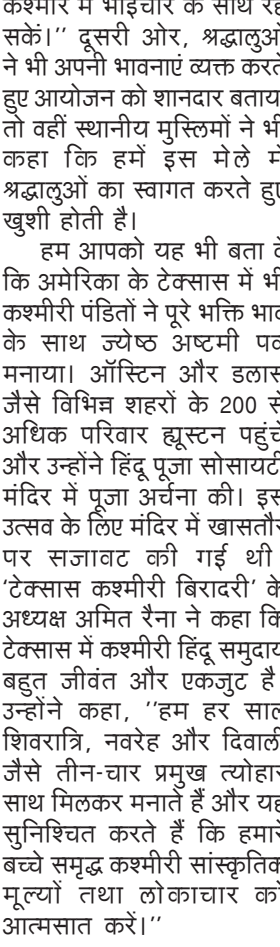 कश्मीर में भाईचारे के साथ रह
सकें।'' दूसरी ओर, श्रद्धालुओं
ने भी अपनी भावनाएं व्यक्त करते
हुए आयोजन को शानदार बताया
तो वहीं स्थानीय मुस्लिमों ने भी
कहा कि हमें इस मेले में
श्रद्धालुओं का स्वागत करते हुए
खुशी होती है।
हम आपको यह भी बता दें
कि अमेरिका के टेक्सास में भी
कश्मीरी पंडितों ने पूरे भक्ति भाव
के साथ ज्येष्ठ अष्टमी पर्व
मनाया। ऑस्टिन और डलास
जैसे विभिन्न शहरों के 200 से
अधिक परिवार ह्यूस्टन पहुंचे
और उन्होंने हिंदू पूजा सोसायटी
मंदिर में पूजा अर्चना की। इस
उत्सव के लिए मंदिर में खासतौर
पर सजावट की गई थी।
'टेक्सास कश्मीरी बिरादरी' के
अध्यक्ष अमित रैना ने कहा कि
टेक्सास में कश्मीरी हिंदू समुदाय
बहुत जीवंत और एकजुट है।
उन्होंने कहा, ''हम हर साल
शिवरात्रि, नवरेह और दिवाली
जैसे तीन-चार प्रमुख त्योहार
साथ मिलकर मनाते हैं और यह
सुनिश्चित करते हैं कि हमारे
बच्चे समृद्ध कश्मीरी सांस्कृतिक
मूल्यों तथा लोकाचार को
आत्मसात करें।''